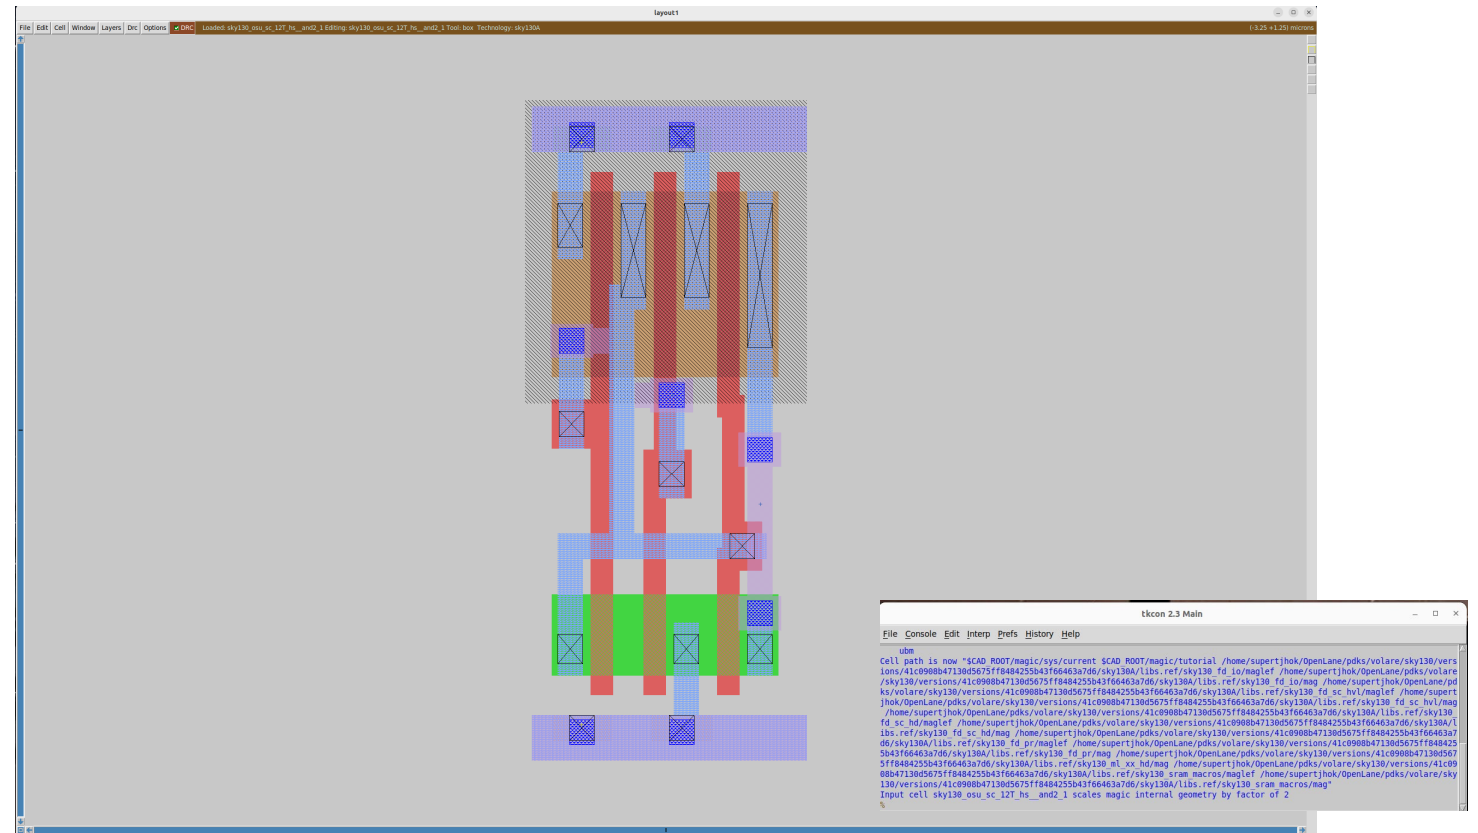 layout1
File Edit Cell Window Layers Drc Options DRC Loaded: sky130_osu_sc_12T_hs__and2_1 Editing: sky130_osu_sc_12T_hs__and2_1 Tool: box Technology: sky130A (-3.25 +1.25) microns
tkcon 2.3 Main
File Console Edit Interp Prefs History Help
ubm
Cell path is now "$CAD_ROOT/magic/sys/current $CAD_ROOT/magic/tutorial /home/supertjhok/OpenLane/pdks/volare/sky130/vers
ions/41c0908b47130d5675ff8484255b43f66463a7d6/sky130A/libs.ref/sky130_fd_io/maglef /home/supertjhok/OpenLane/pdks/volare
/sky130/versions/41c0908b47130d5675ff8484255b43f66463a7d6/sky130A/libs.ref/sky130_fd_io/mag /home/supertjhok/OpenLane/pd
ks/volare/sky130/versions/41c0908b47130d5675ff8484255b43f66463a7d6/sky130A/libs.ref/sky130_fd_sc_hvl/maglef /home/supert
jhok/OpenLane/pdks/volare/sky130/versions/41c0908b47130d5675ff8484255b43f66463a7d6/sky130A/libs.ref/sky130_fd_sc_hvl/mag
/home/supertjhok/OpenLane/pdks/volare/sky130/versions/41c0908b47130d5675ff8484255b43f66463a7d6/sky130A/libs.ref/sky130_
fd_sc_hd/maglef /home/supertjhok/OpenLane/pdks/volare/sky130/versions/41c0908b47130d5675ff8484255b43f66463a7d6/sky130A/l
ibs.ref/sky130_fd_sc_hd/mag /home/supertjhok/OpenLane/pdks/volare/sky130/versions/41c0908b47130d5675ff8484255b43f66463a7
d6/sky130A/libs.ref/sky130_fd_pr/maglef /home/supertjhok/OpenLane/pdks/volare/sky130/versions/41c0908b47130d5675ff848425
5b43f66463a7d6/sky130A/libs.ref/sky130_fd_pr/mag /home/supertjhok/OpenLane/pdks/volare/sky130/versions/41c0908b47130d567
5ff8484255b43f66463a7d6/sky130A/libs.ref/sky130_ml_xx_hd/mag /home/supertjhok/OpenLane/pdks/volare/sky130/versions/41c09
08b47130d5675ff8484255b43f66463a7d6/sky130A/libs.ref/sky130_sram_macros/maglef /home/supertjhok/OpenLane/pdks/volare/sky
130/versions/41c0908b47130d5675ff8484255b43f66463a7d6/sky130A/libs.ref/sky130_sram_macros/mag"
Input cell sky130_osu_sc_12T_hs__and2_1 scales magic internal geometry by factor of 2
%